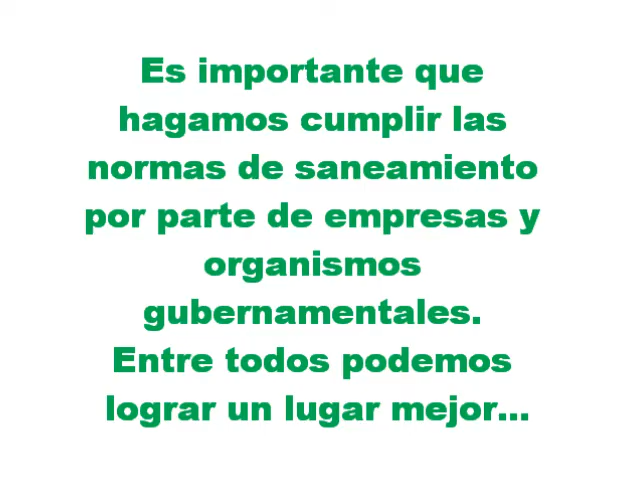 Es importante que
hagamos cumplir las
normas de saneamiento
por parte de empresas y
organismos
gubernamentales.
Entre todos podemos
lograr un lugar mejor...